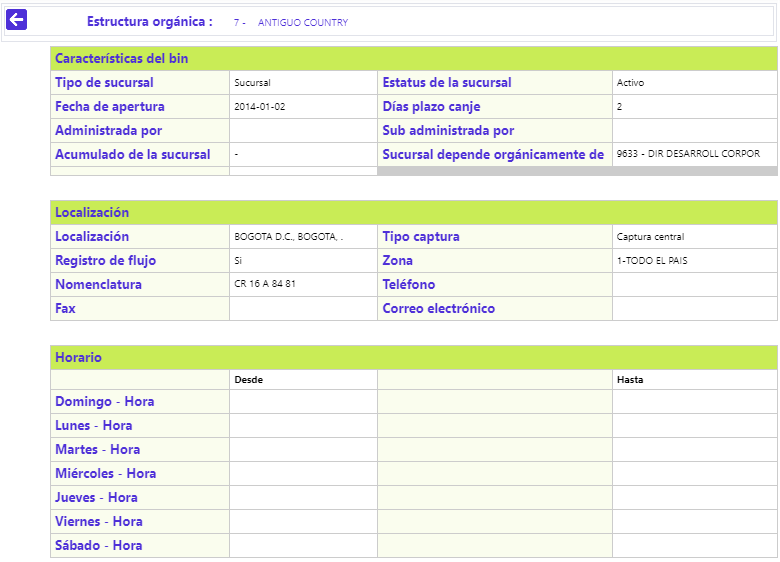 Estructura orgánica : 7 - ANTIGUO COUNTRY
Características del bin
Tipo de sucursal Sucursal Estatus de la sucursal Activo
Fecha de apertura 2014-01-02 Días plazo canje 2
Administrada por Sub administrada por
Acumulado de la sucursal - Sucursal depende orgánicamente de 9633 - DIR DESARROLL CORPOR
Localización
Localización BOGOTA D.C., BOGOTA, . Tipo captura Captura central
Registro de flujo Si Zona 1-TODO EL PAIS
Nomenclatura CR 16 A 84 81 Teléfono
Fax Correo electrónico
Horario
Desde Hasta
Domingo - Hora
Lunes - Hora
Martes - Hora
Miércoles - Hora
Jueves - Hora
Viernes - Hora
Sábado - Hora